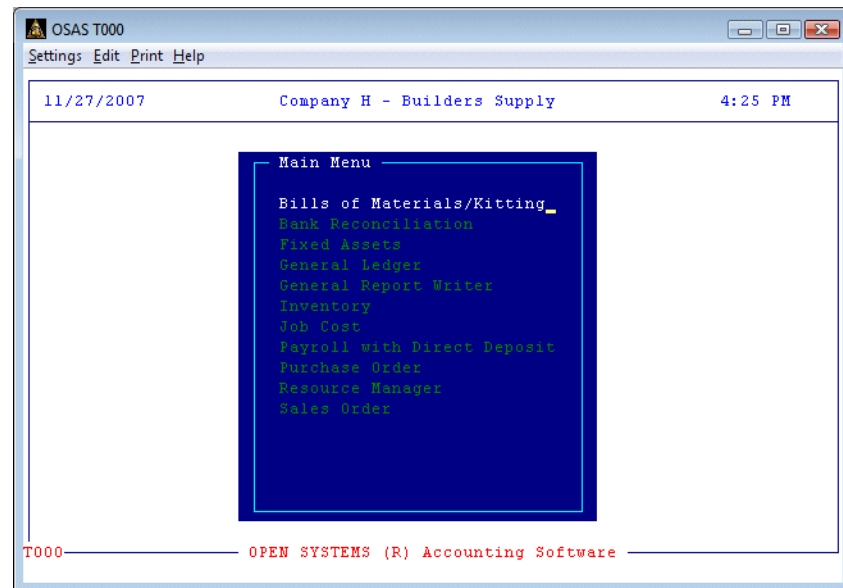 OSAS T000
Settings Edit Print Help
11/27/2007 Company H - Builders Supply 4:25 PM
Main Menu
Bills of Materials/Kitting_
Bank Reconciliation
Fixed Assets
General Ledger
General Report Writer
Inventory
Job Cost
Payroll with Direct Deposit
Purchase Order
Resource Manager
Sales Order
T000 OPEN SYSTEMS (R) Accounting Software